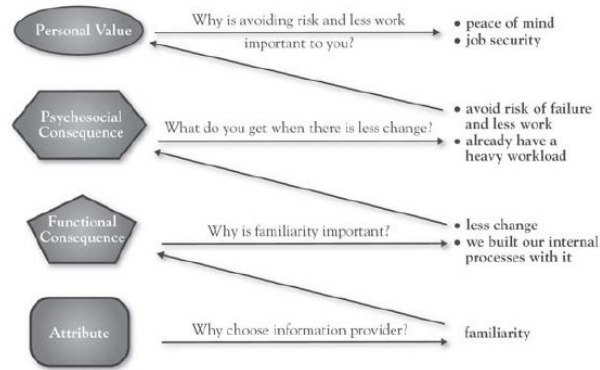 Personal Value
Why is avoiding risk and less work
important to you?
• peace of mind
• job security
Psychosocial
Consequence
What do you get when there is less change?
• avoid risk of failure
and less work
• already have a
heavy workload
Functional
Consequence
Why is familiarity important?
• less change
• we built our internal
processes with it
Attribute
Why choose information provider?
familiarity